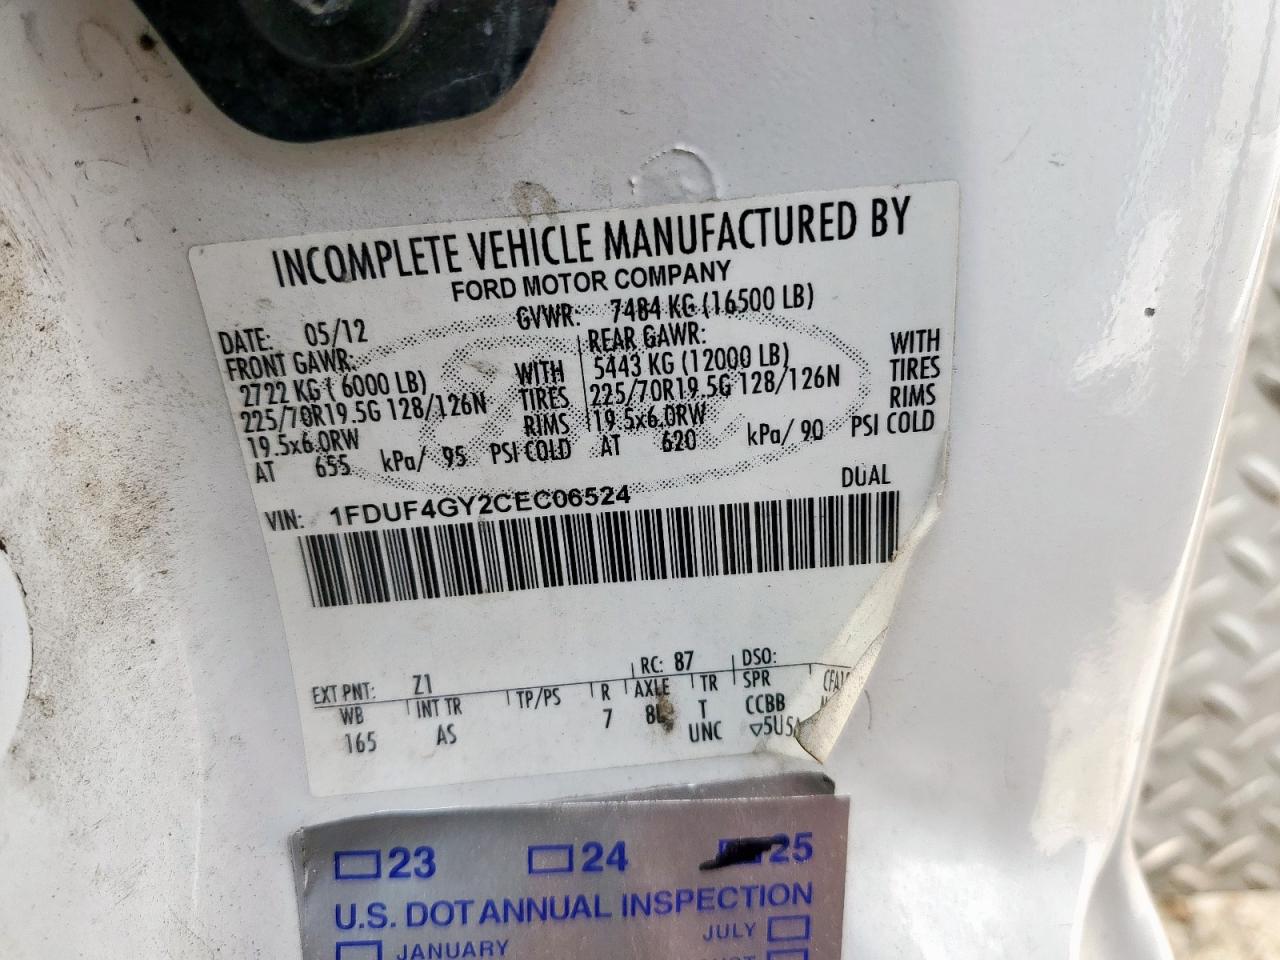 INCOMPLETE VEHICLE MANUFACTURED BY
FORD MOTOR COMPANY
DATE: 05/12 GVWR: 7484 KG (16500 LB)
FRONT GAWR: REAR GAWR:
2722 KG ( 6000 LB) WITH 5443 KG (12000 LB) WITH
225/70R19.5G 128/126N TIRES 225/70R19.5G 128/126N TIRES
19.5x6.0RW RIMS 19.5x6.0RW RIMS
AT 655 kPa/ 95 PSI COLD AT 620 kPa/ 90 PSI COLD
VIN: 1FDUF4GY2CEC06524 DUAL
EXT PNT: Z1 RC: 87 DSO:
WB INT TR TP/PS R AXLE TR SPR
165 AS 7 8L T CCBB
UNC ▽5U5A
23 24 25
U.S. DOT ANNUAL INSPECTION
JANUARY JULY